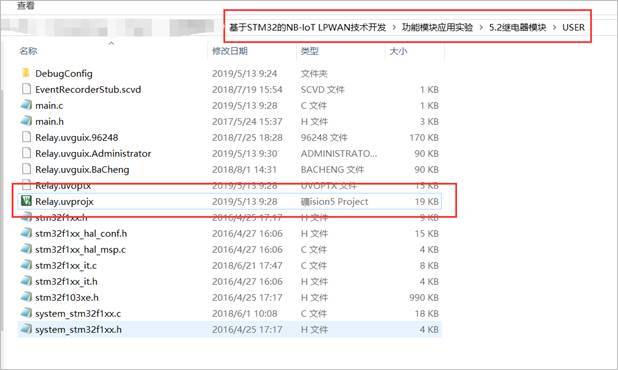 查看
基于STM32的NB-IoT LPWAN技术开发 > 功能模块应用实验 > 5.2继电器模块 > USER
名称 修改日期 类型 大小
DebugConfig 2019/5/13 9:24 文件夹
EventRecorderStub.scvd 2018/7/19 15:54 SCVD 文件 1 KB
main.c 2019/5/13 9:28 C 文件 1 KB
main.h 2017/5/24 15:37 H 文件 3 KB
Relay.uvguix.96248 2018/7/25 18:28 96248 文件 170 KB
Relay.uvguix.Administrator 2019/5/13 9:30 ADMINISTRATO... 90 KB
Relay.uvguix.BaCheng 2018/8/1 14:31 BACHENG 文件 90 KB
Relay.uvoptx 2019/5/13 9:28 UVOPTX 文件 15 KB
Relay.uvprojx 2019/5/13 9:28 礦ision5 Project 19 KB
stm32f1xx.h 2016/4/25 17:17 H 文件 9 KB
stm32f1xx_hal_conf.h 2016/4/27 16:06 H 文件 15 KB
stm32f1xx_hal_msp.c 2016/4/27 16:06 C 文件 4 KB
stm32f1xx_it.c 2018/6/21 17:47 C 文件 8 KB
stm32f1xx_it.h 2016/4/27 16:06 H 文件 4 KB
stm32f103xe.h 2016/4/25 17:17 H 文件 990 KB
system_stm32f1xx.c 2018/6/1 10:08 C 文件 18 KB
system_stm32f1xx.h 2016/4/25 17:17 H 文件 4 KB